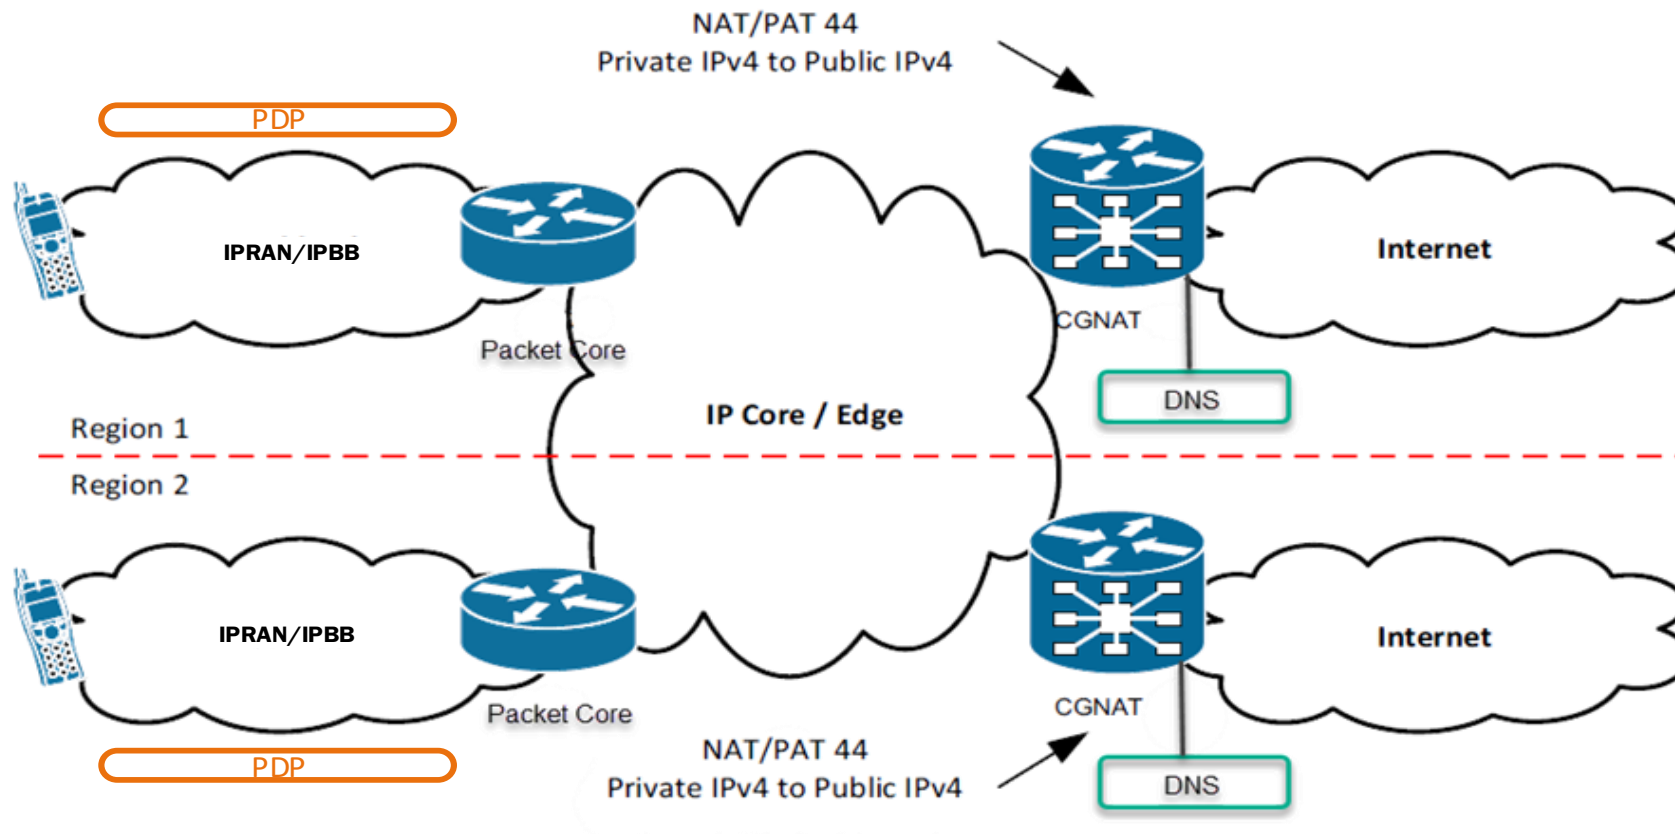 NAT/PAT 44
Private IPv4 to Public IPv4
PDP
IPRAN/IPBB
Internet
CGNAT
Packet Core
DNS
IP Core / Edge
Region 1
Region 2
IPRAN/IPBB
Internet
CGNAT
Packet Core
NAT/PAT 44
Private IPv4 to Public IPv4
PDP
DNS